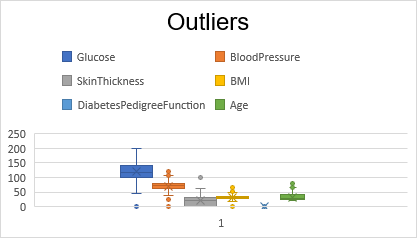 Outliers
Glucose
BloodPressure
SkinThickness
BMI
DiabetesPedigreeFunction
Age
250
200
150
100
50
0
1